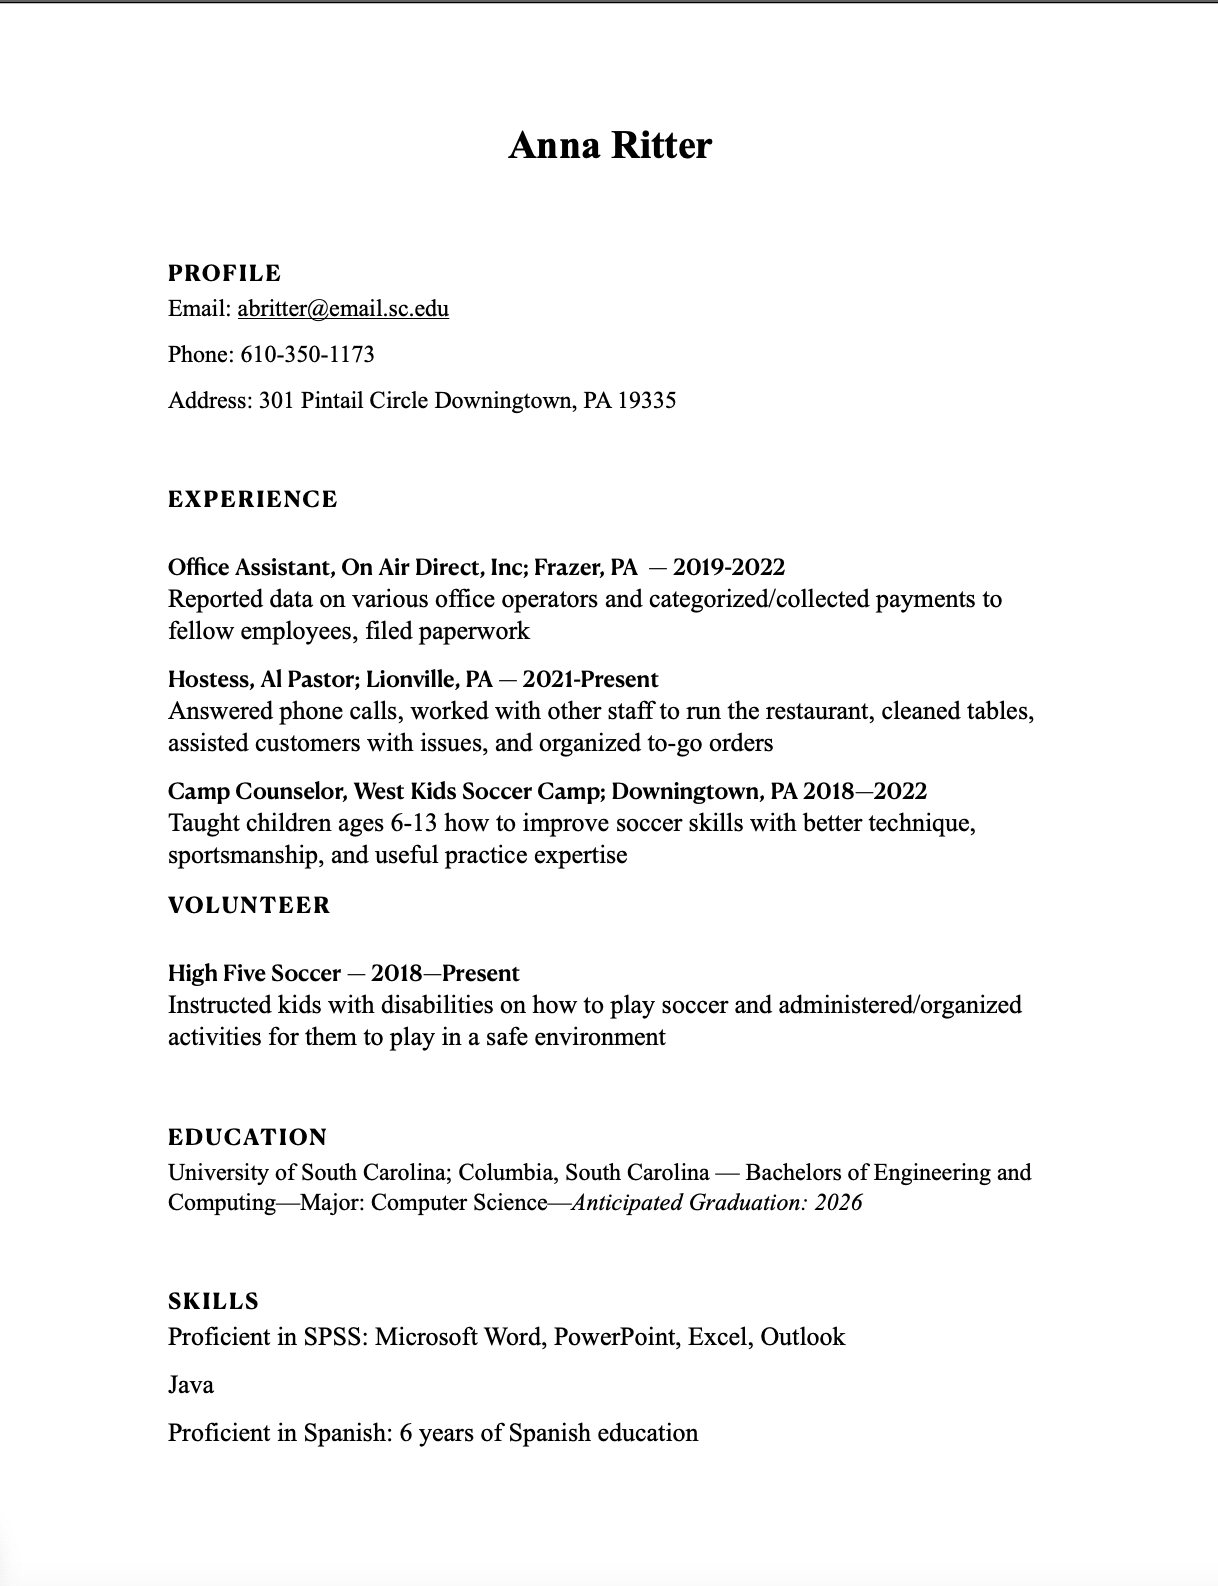 Anna Ritter
PROFILE
Email: abritter@email.sc.edu
Phone: 610-350-1173
Address: 301 Pintail Circle Downingtown, PA 19335
EXPERIENCE
Office Assistant, On Air Direct, Inc; Frazer, PA — 2019-2022
Reported data on various office operators and categorized/collected payments to
fellow employees, filed paperwork
Hostess, Al Pastor; Lionville, PA — 2021-Present
Answered phone calls, worked with other staff to run the restaurant, cleaned tables,
assisted customers with issues, and organized to-go orders
Camp Counselor, West Kids Soccer Camp; Downingtown, PA 2018—2022
Taught children ages 6-13 how to improve soccer skills with better technique,
sportsmanship, and useful practice expertise
VOLUNTEER
High Five Soccer — 2018—Present
Instructed kids with disabilities on how to play soccer and administered/organized
activities for them to play in a safe environment
EDUCATION
University of South Carolina; Columbia, South Carolina — Bachelors of Engineering and
Computing—Major: Computer Science—Anticipated Graduation: 2026
SKILLS
Proficient in SPSS: Microsoft Word, PowerPoint, Excel, Outlook
Java
Proficient in Spanish: 6 years of Spanish education